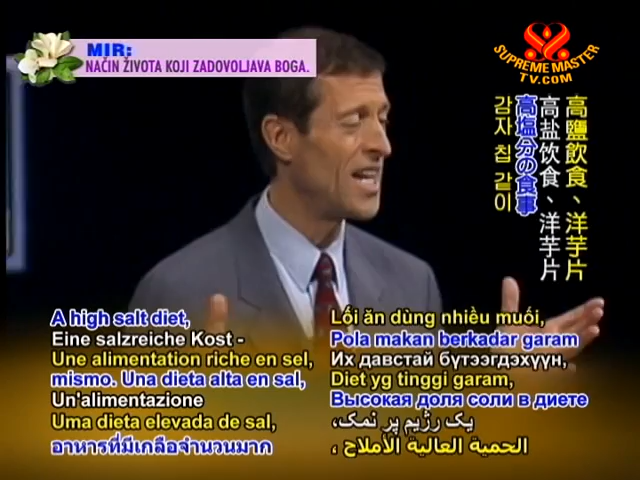 MIR:
NAČIN ŽIVOTA KOJI ZADOVOLJAVA BOGA.
SUPREME MASTER
TV.COM
高鹽飲食、洋芋片
高盐饮食、洋芋片
高塩分の食事
감자 칩 같이
A high salt diet,
Eine salzreiche Kost -
Une alimentation riche en sel,
mismo. Una dieta alta en sal,
Un'alimentazione
Uma dieta elevada de sal,
อาหารที่มีเกลือจำนวนมาก
Lối ăn dùng nhiều muối,
Pola makan berkadar garam
Их давстай бүтээгдэхүүн,
Diet yg tinggi garam,
Высокая доля соли в диете
یک رژیم پر نمک،
الحمية العالية الأملاح ،